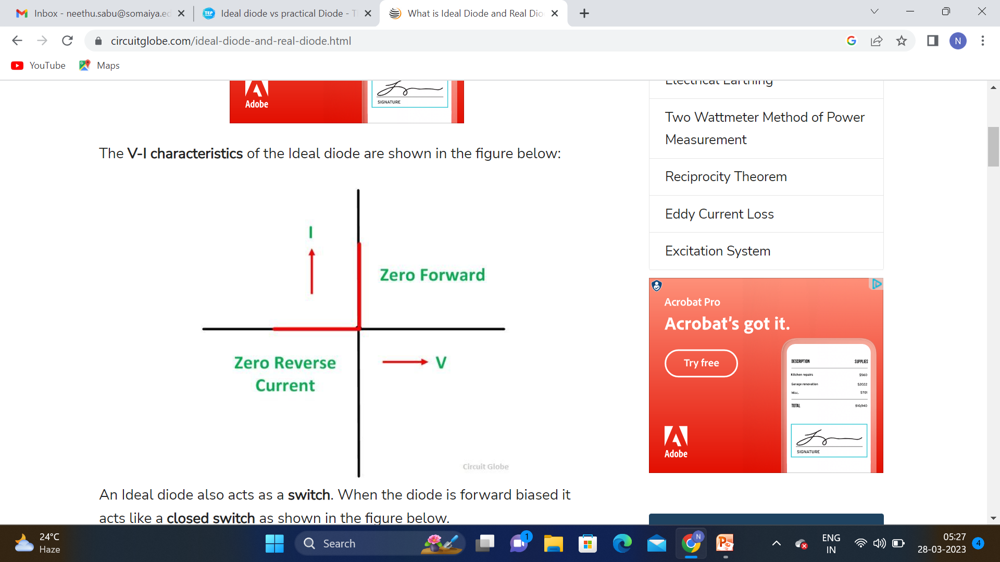 Inbox - neethu.sabu@somaiya.ed
Ideal diode vs practical Diode - T
What is Ideal Diode and Real Dio
circuitglobe.com/ideal-diode-and-real-diode.html
N
YouTube
Maps
Adobe
SIGNATURE
Electrical Earthing
Two Wattmeter Method of Power
Measurement
Reciprocity Theorem
Eddy Current Loss
Excitation System
The V-I characteristics of the Ideal diode are shown in the figure below:
I
Zero Forward
Zero Reverse
Current
V
Circuit Globe
An Ideal diode also acts as a switch. When the diode is forward biased it
acts like a closed switch as shown in the figure below.
Acrobat Pro
Acrobat's got it.
Try free
DESCRIPTION SUPPLIES
Kitchen repairs $560
Garage renovation $2022
Misc. $701
TOTAL $10,940
SIGNATURE
Adobe
24°C
Haze
Search
1
N
ENG
IN
05:27
28-03-2023
4